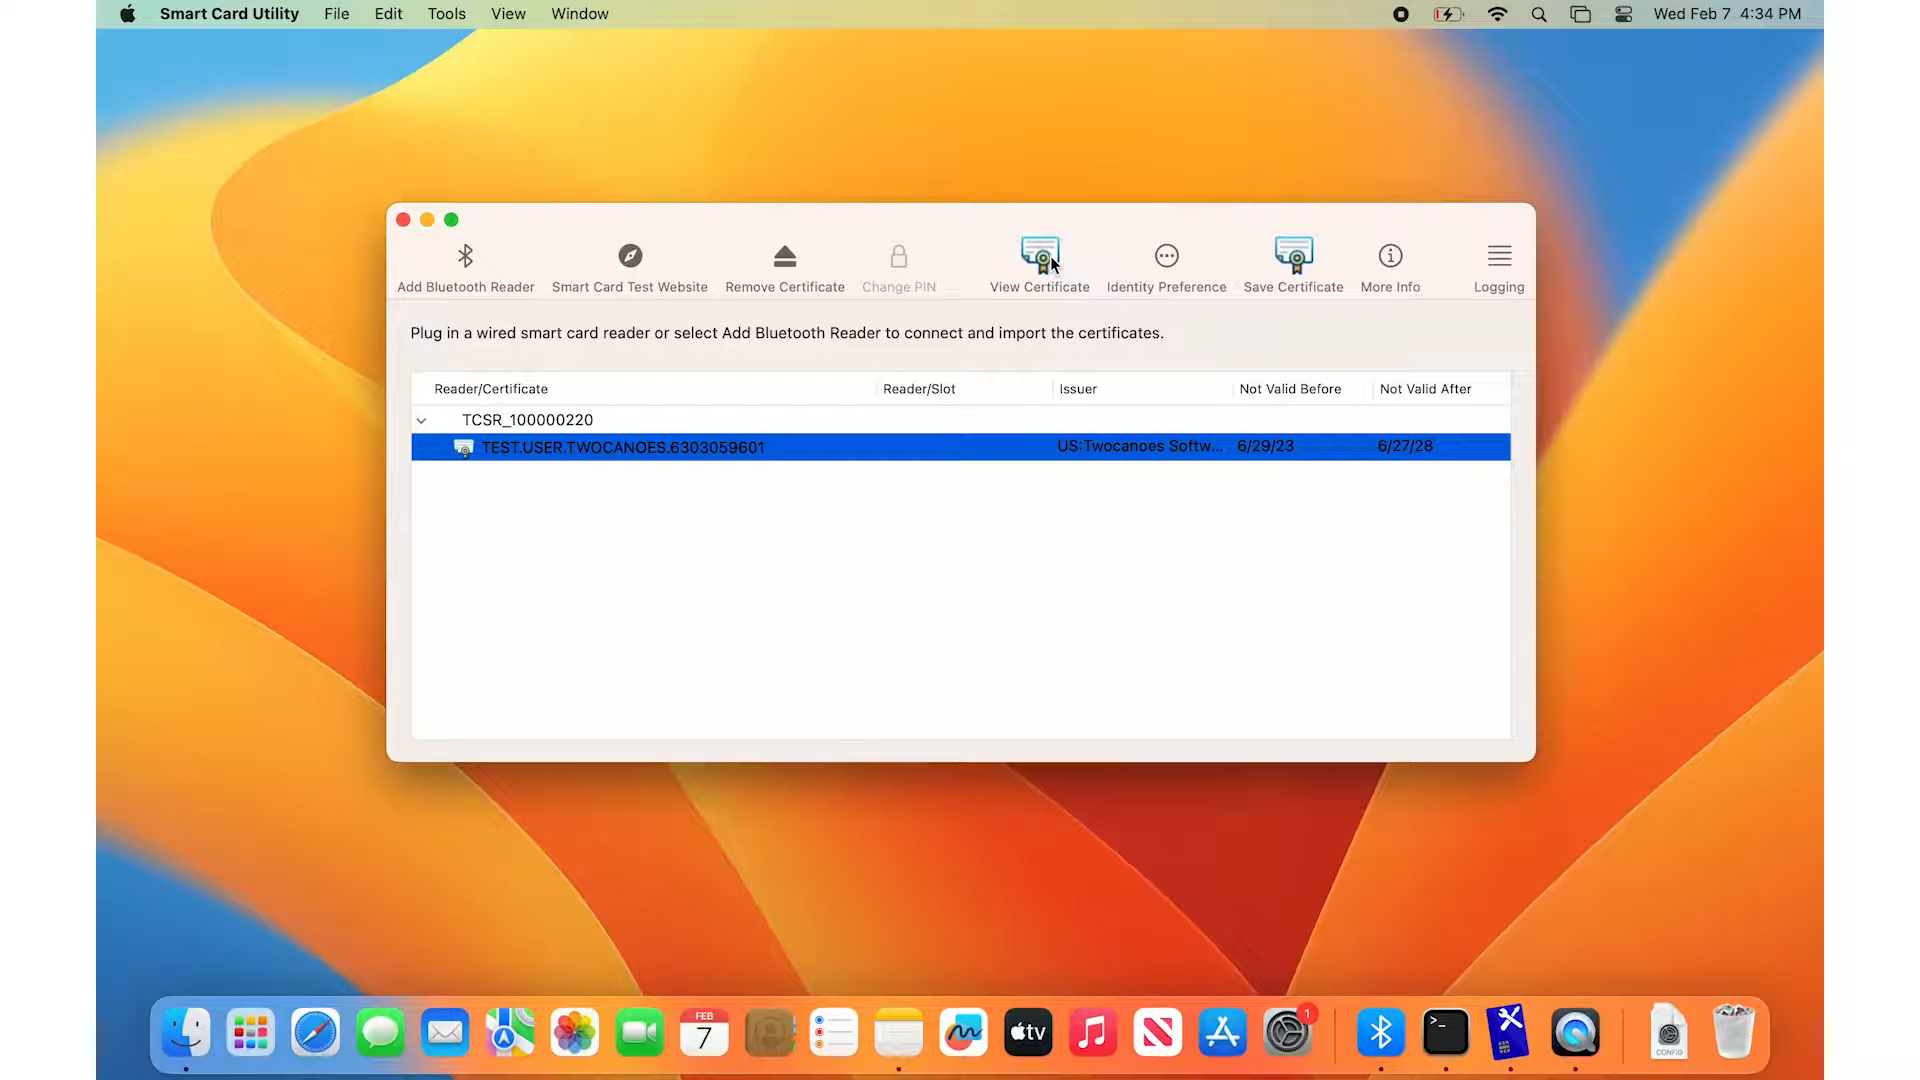 Smart Card Utility File Edit Tools View Window Wed Feb 7 4:34 PM
Add Bluetooth Reader Smart Card Test Website Remove Certificate Change PIN View Certificate Identity Preference Save Certificate More Info Logging
Plug in a wired smart card reader or select Add Bluetooth Reader to connect and import the certificates.
Reader/Certificate Reader/Slot Issuer Not Valid Before Not Valid After
TCSR_100000220
TEST.USER.TWOCANOES.6303059601 US:Twocanoes Softw... 6/29/23 6/27/28
FEB
7
tv
1
>_
CONFIG